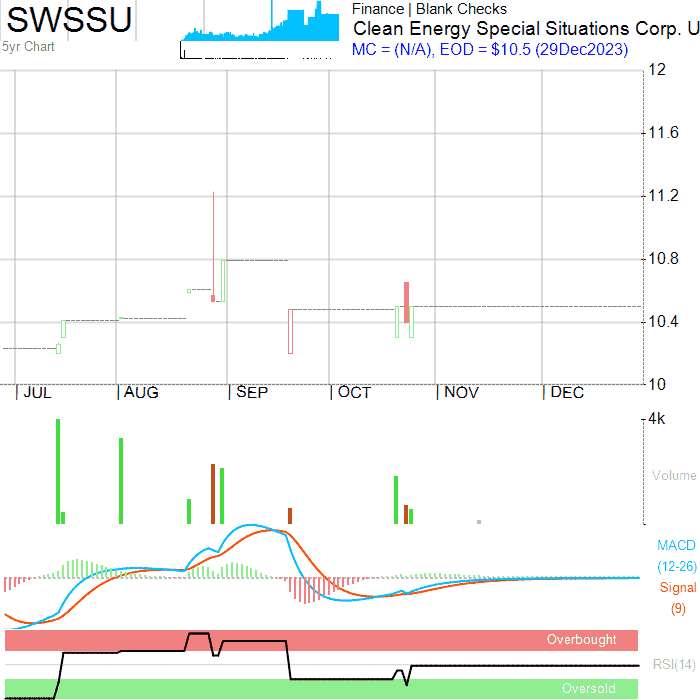 SWSSU
5yr Chart
Finance | Blank Checks
Clean Energy Special Situations Corp. U
MC = (N/A), EOD = $10.5 (29Dec2023)
12
11.6
11.2
10.8
10.4
10
JUL AUG SEP OCT NOV DEC
4k
Volume
MACD
(12-26)
Signal
(9)
Overbought
RSI(14)
Oversold